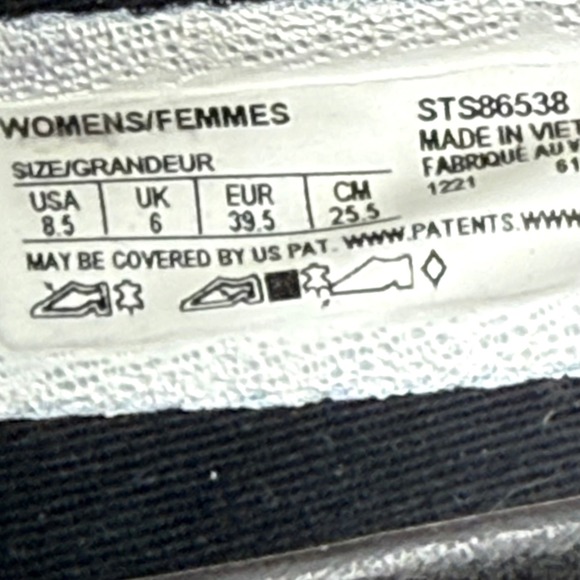 WOMENS/FEMMES
SIZE/GRANDEUR
USA UK EUR CM
8.5 6 39.5 25.5
STS86538
MADE IN VIET
FABRIQUÉ AU V
1221 61
MAY BE COVERED BY US PAT. WWW.PATENTS.WWW